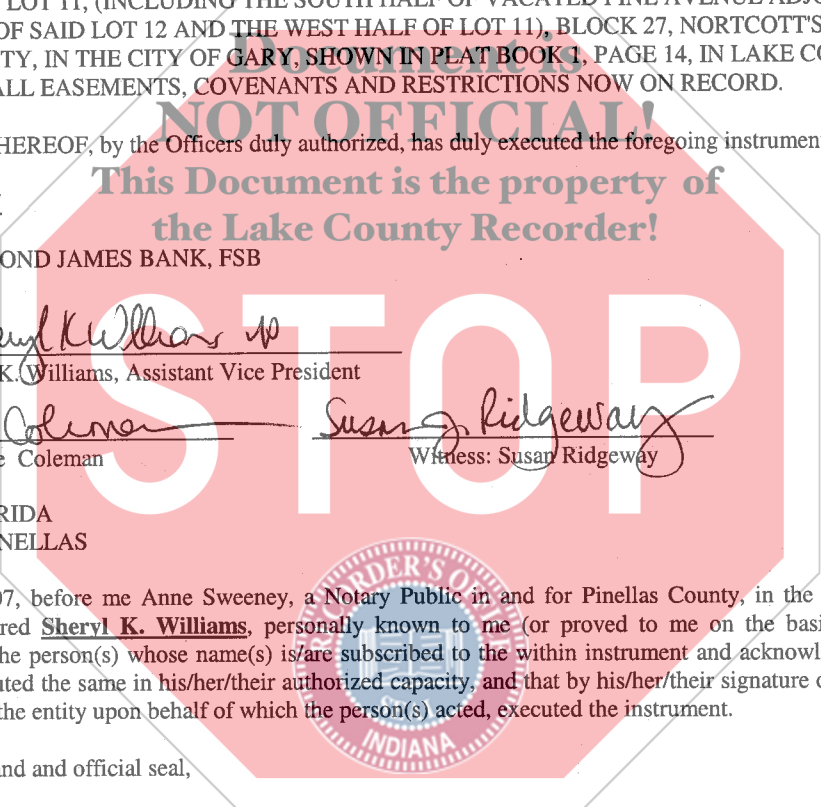 LOT 11, (INCLUDING THE SOUTH HALF OF VACATED PINE AVENUE ADJ
OF SAID LOT 12 AND THE WEST HALF OF LOT 11), BLOCK 27, NORTCOTT'S
TY, IN THE CITY OF GARY, SHOWN IN PLAT BOOK 1, PAGE 14, IN LAKE CO
ALL EASEMENTS, COVENANTS AND RESTRICTIONS NOW ON RECORD.
Document is
NOT OFFICIAL!
HEREOF, by the Officers duly authorized, has duly executed the foregoing instrument
This Document is the property of
the Lake County Recorder!
OND JAMES BANK, FSB
STOP
eryl K Williams VP
K. Williams, Assistant Vice President
Coleman
Susan J. Ridgeway
e Coleman
Witness: Susan Ridgeway
RIDA
NELLAS
07, before me Anne Sweeney, a Notary Public in and for Pinellas County, in the
red Sheryl K. Williams, personally known to me (or proved to me on the basi
he person(s) whose name(s) is/are subscribed to the within instrument and acknowl
uted the same in his/her/their authorized capacity, and that by his/her/their signature o
the entity upon behalf of which the person(s) acted, executed the instrument.
RECORDER'S OFFICE
INDIANA
nd and official seal,